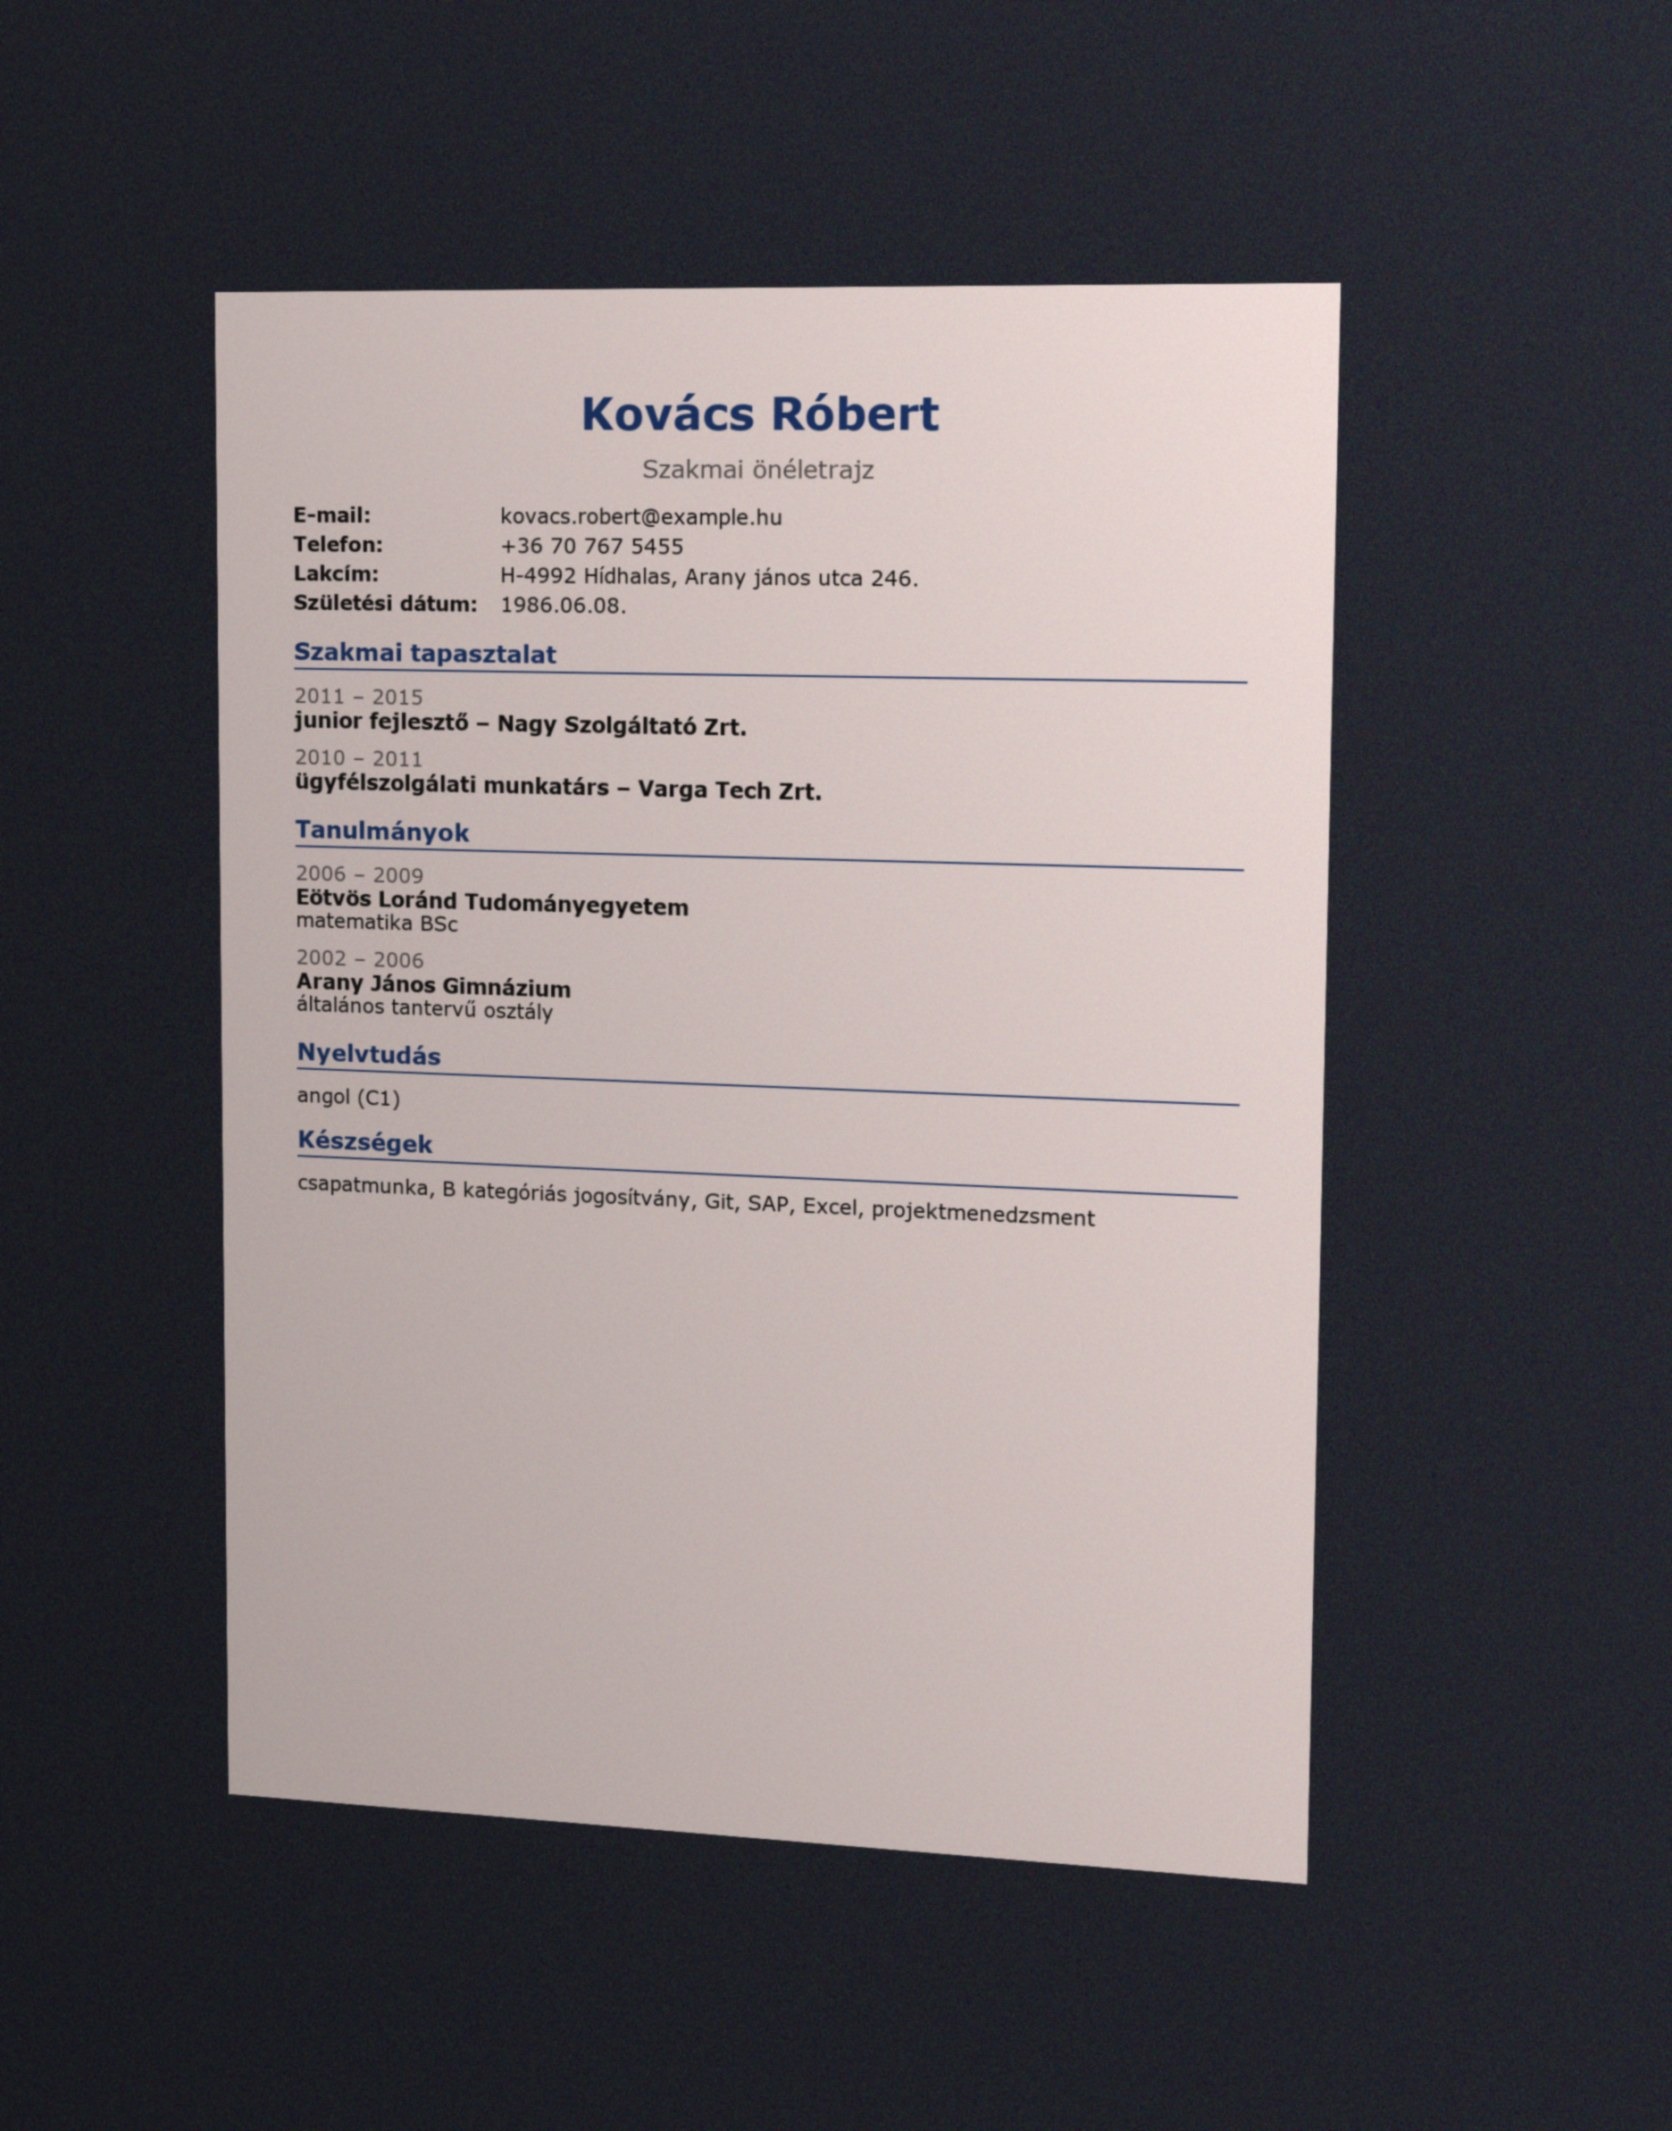 Kovács Róbert
Szakmai önéletrajz
E-mail: kovacs.robert@example.hu
Telefon: +36 70 767 5455
Lakcím: H-4992 Hídhalas, Arany jános utca 246.
Születési dátum: 1986.06.08.
Szakmai tapasztalat
2011 – 2015
junior fejlesztő – Nagy Szolgáltató Zrt.
2010 – 2011
ügyfélszolgálati munkatárs – Varga Tech Zrt.
Tanulmányok
2006 – 2009
Eötvös Loránd Tudományegyetem
matematika BSc
2002 – 2006
Arany János Gimnázium
általános tantervű osztály
Nyelvtudás
angol (C1)
Készségek
csapatmunka, B kategóriás jogosítvány, Git, SAP, Excel, projektmenedzsment